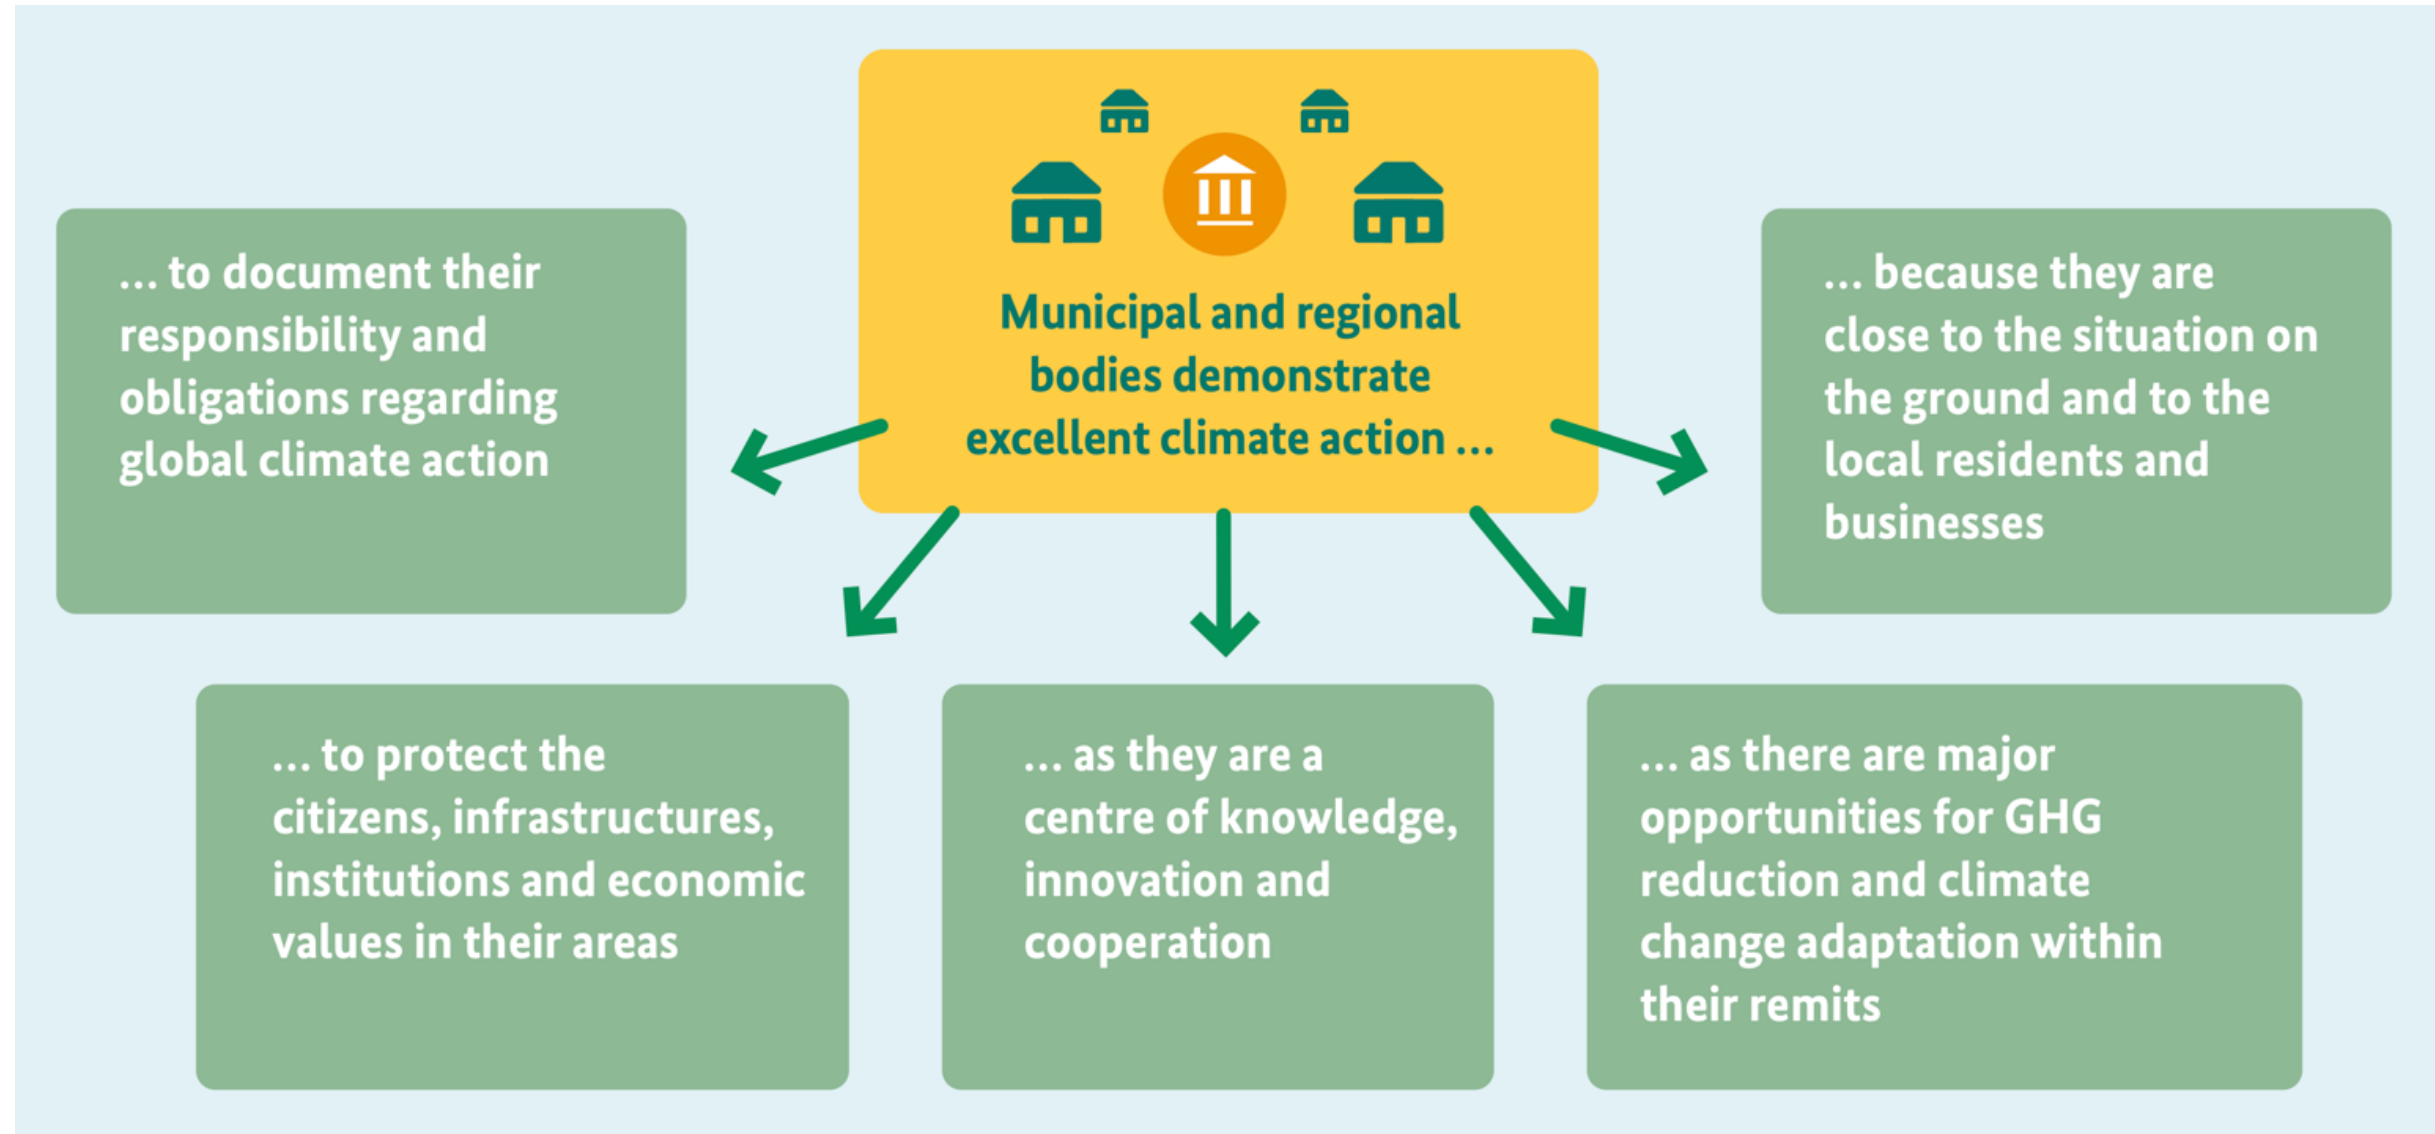 Municipal and regional
bodies demonstrate
excellent climate action …
… to document their
responsibility and
obligations regarding
global climate action
… to protect the
citizens, infrastructures,
institutions and economic
values in their areas
… as they are a
centre of knowledge,
innovation and
cooperation
… as there are major
opportunities for GHG
reduction and climate
change adaptation within
their remits
… because they are
close to the situation on
the ground and to the
local residents and
businesses